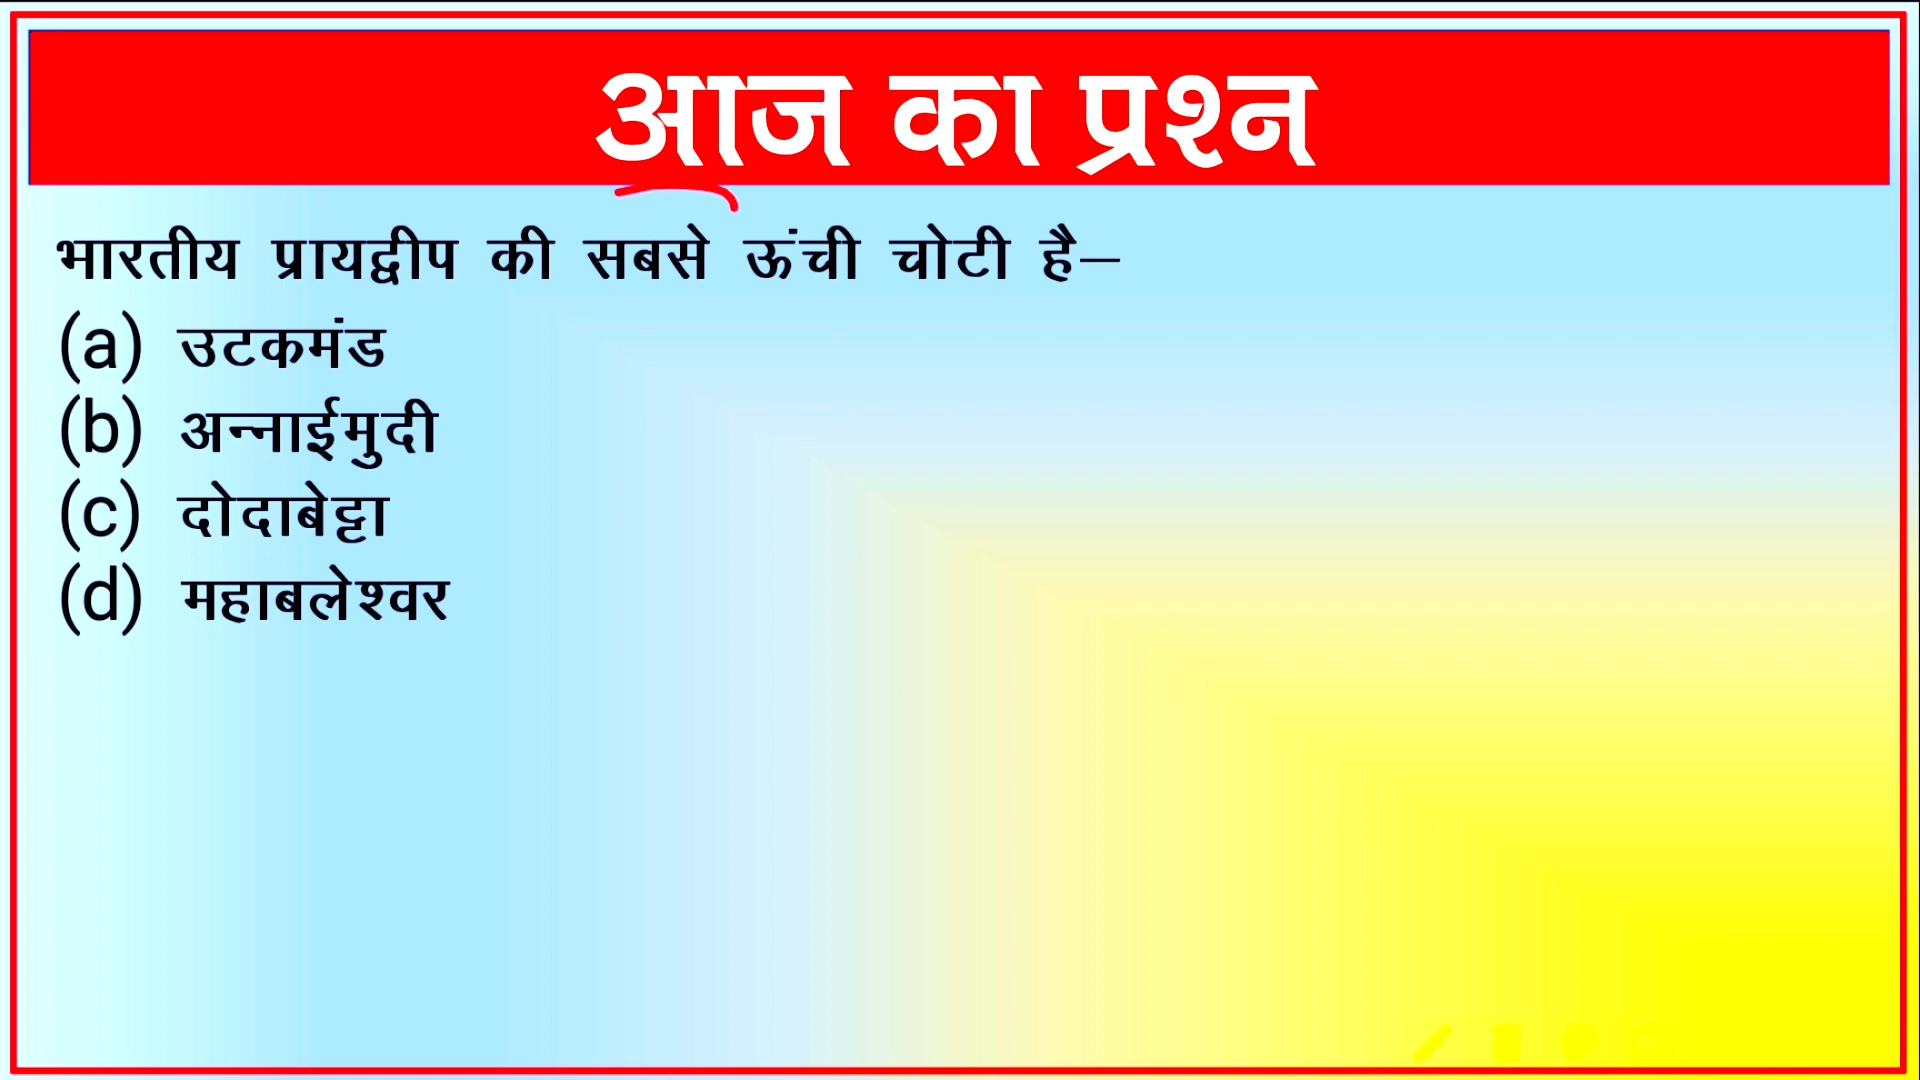 आज का प्रश्न
भारतीय प्रायद्वीप की सबसे ऊंची चोटी है–
(a) उटकमंड
(b) अन्नाईमुदी
(c) दोदाबेट्टा
(d) महाबलेश्वर